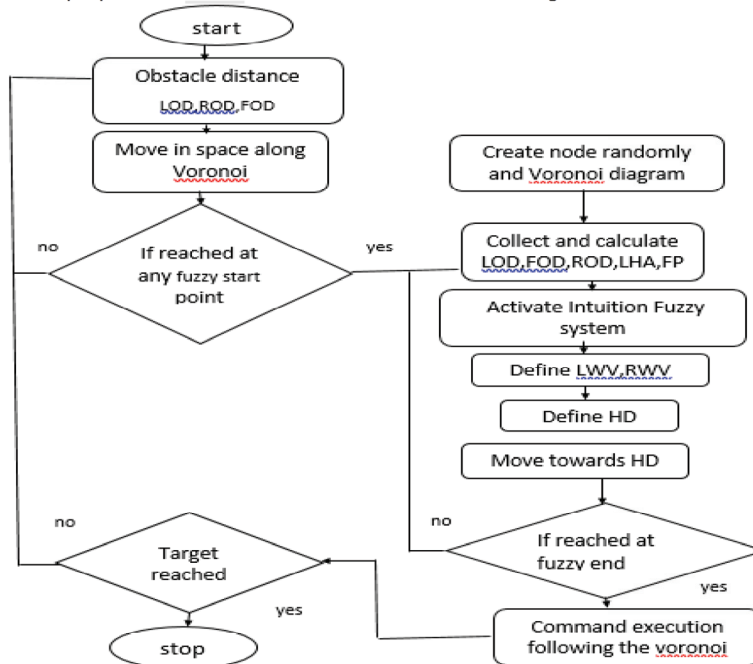 start
Obstacle distance
LOD,ROD,FOD
Move in space along
Voronoi
If reached at
any fuzzy start
point
no
yes
Create node randomly
and Voronoi diagram
Collect and calculate
LOD,FOD,ROD,LHA,FP
Activate Intuition Fuzzy
system
Define LWV,RWV
Define HD
Move towards HD
If reached at
fuzzy end
no
yes
Command execution
following the voronoi
Target
reached
no
yes
stop